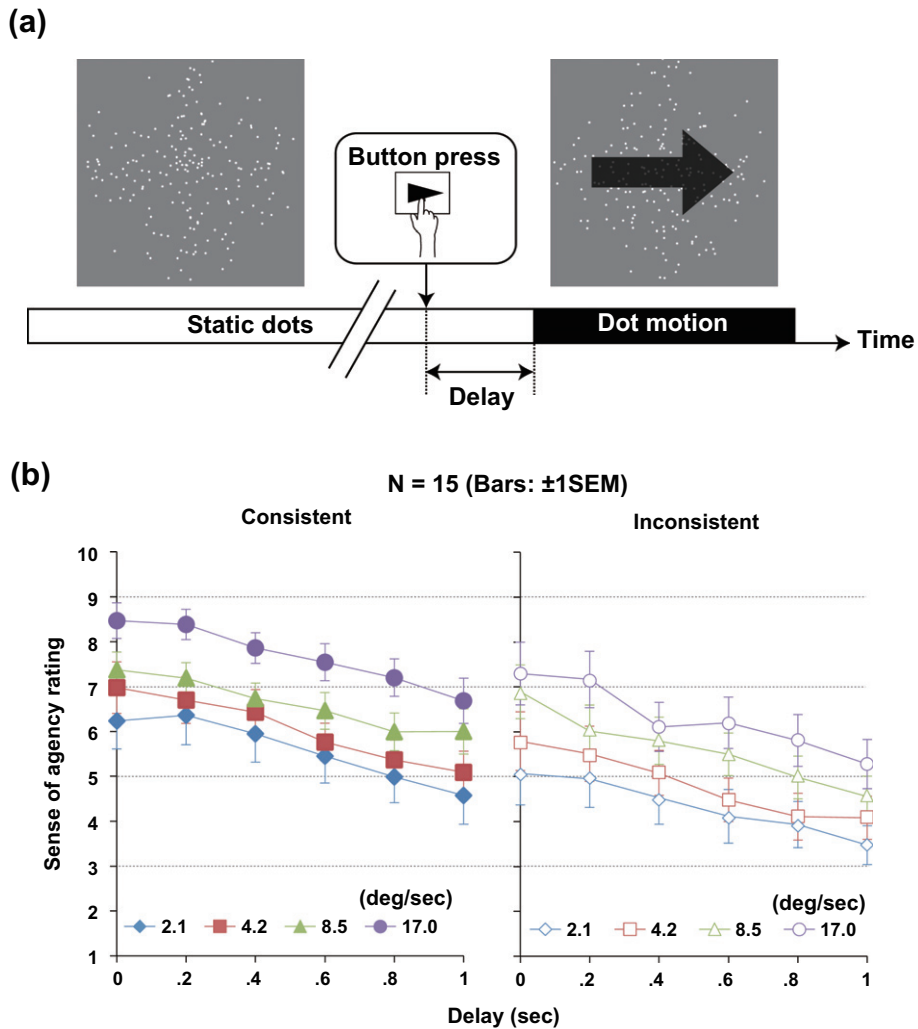 (a)
Button press
Static dots
Dot motion
Time
Delay
(b)
N = 15 (Bars: ±1SEM)
Consistent
Inconsistent
Sense of agency rating
10
9
8
7
6
5
4
3
2
1
(deg/sec)
2.1 4.2 8.5 17.0
(deg/sec)
2.1 4.2 8.5 17.0
0 .2 .4 .6 .8 1
0 .2 .4 .6 .8 1
Delay (sec)